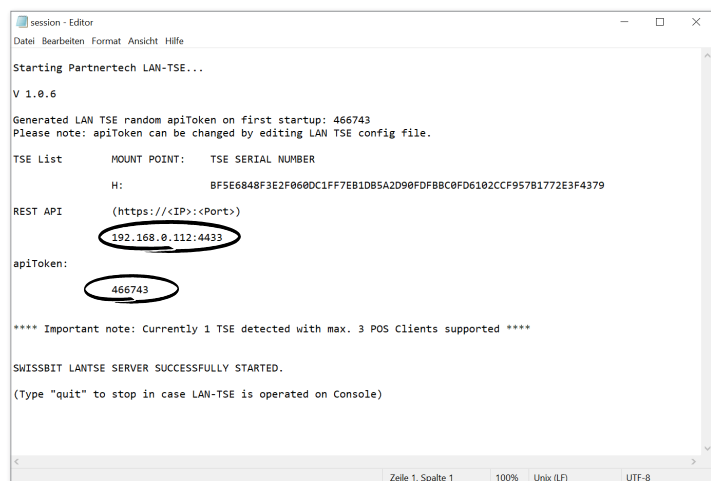 session - Editor
Datei Bearbeiten Format Ansicht Hilfe
Starting Partnertech LAN-TSE...
V 1.0.6
Generated LAN TSE random apiToken on first startup: 466743
Please note: apiToken can be changed by editing LAN TSE config file.
TSE List MOUNT POINT: TSE SERIAL NUMBER
H: BF5E6848F3E2F060DC1FF7EB1DB5A2D90FDFBBC0FD6102CCF957B1772E3F4379
REST API (https://<IP>:<Port>)
192.168.0.112:4433
apiToken:
466743
**** Important note: Currently 1 TSE detected with max. 3 POS Clients supported ****
SWISSBIT LANTSE SERVER SUCCESSFULLY STARTED.
(Type "quit" to stop in case LAN-TSE is operated on Console)
Zeile 1, Spalte 1 100% Unix (LF) UTF-8